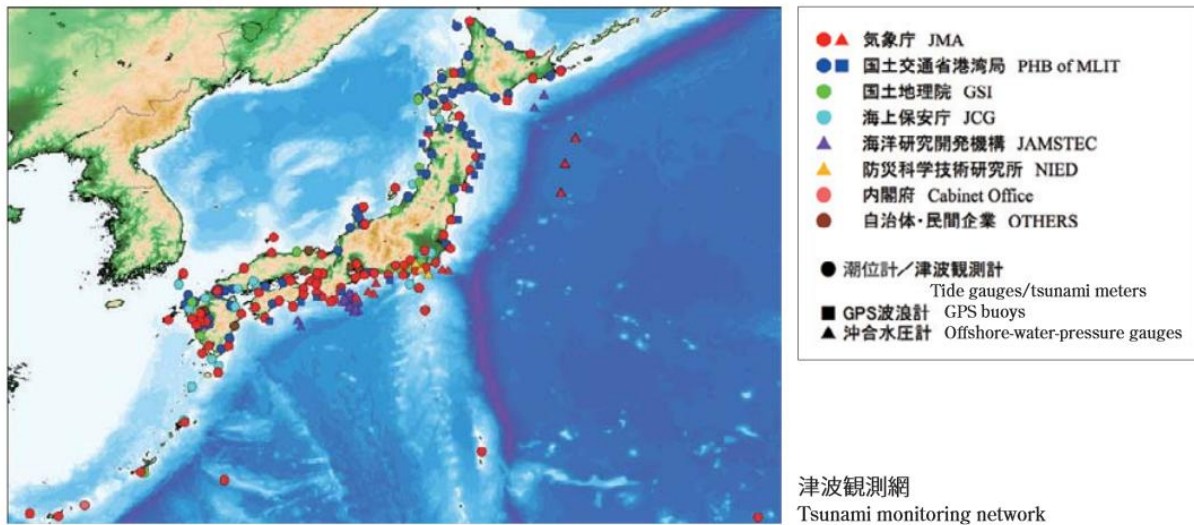 気象庁 JMA
国土交通省港湾局 PHB of MLIT
国土地理院 GSI
海上保安庁 JCG
海洋研究開発機構 JAMSTEC
防災科学技術研究所 NIED
内閣府 Cabinet Office
自治体・民間企業 OTHERS
潮位計／津波観測計
Tide gauges/tsunami meters
GPS波浪計 GPS buoys
沖合水圧計 Offshore-water-pressure gauges
津波観測網
Tsunami monitoring network